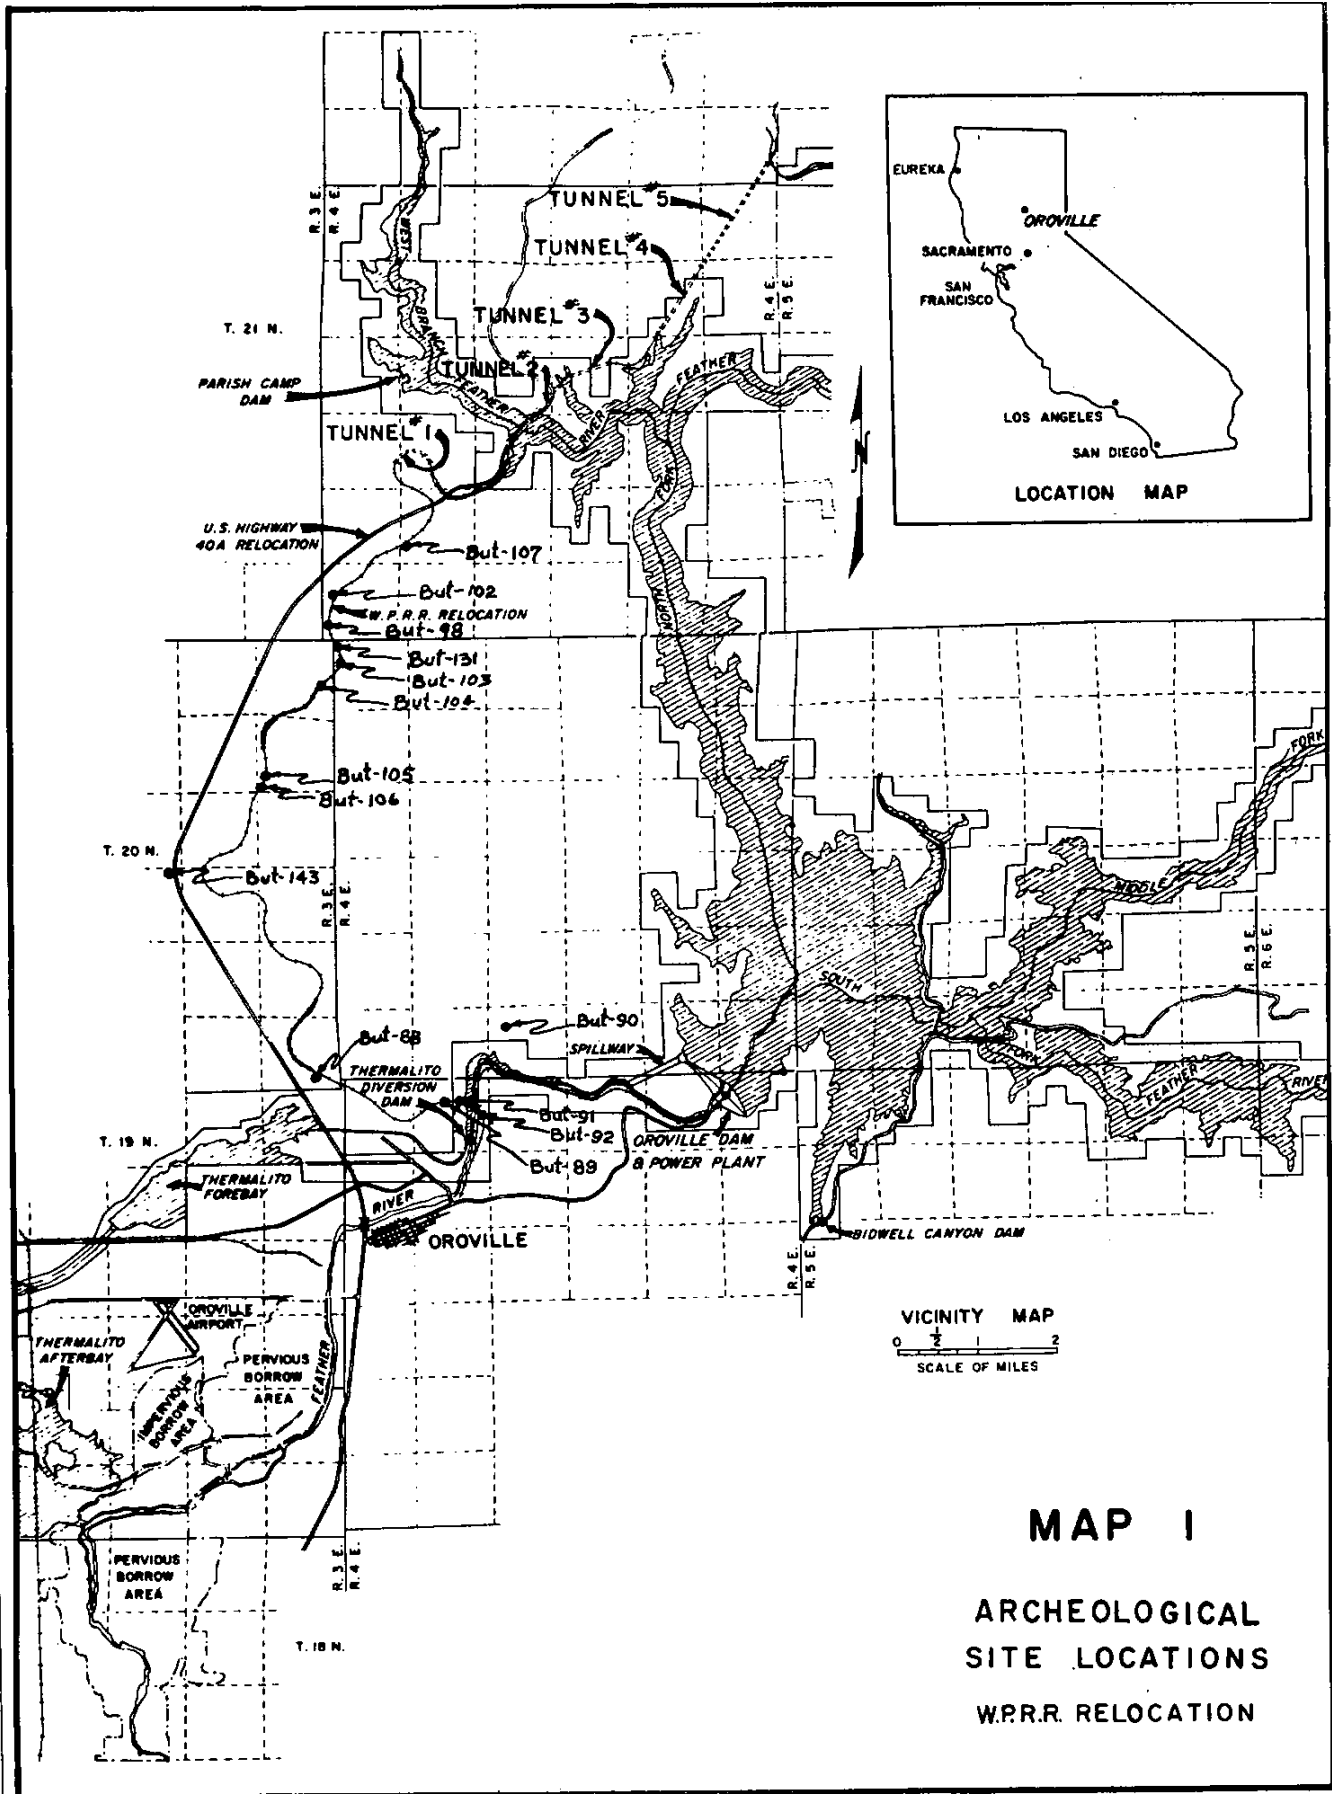 EUREKA
OROVILLE
SACRAMENTO
SAN
FRANCISCO
LOS ANGELES
SAN DIEGO
LOCATION MAP
R. 3 E.
R. 4 E.
WEST
BRANCH
FEATHER
RIVER
TUNNEL #5
TUNNEL #4
TUNNEL #3
TUNNEL #2
TUNNEL #1
R. 4 E.
R. 5 E.
T. 21 N.
PARISH CAMP
DAM
FEATHER
FORK
NORTH
N
U.S. HIGHWAY
40A RELOCATION
But-107
But-102
W.P.R.R. RELOCATION
But-98
But-131
But-103
But-104
But-105
But-106
T. 20 N.
But-143
R. 3 E.
R. 4 E.
FORK
MIDDLE
R. 5 E.
R. 6 E.
SOUTH
FORK
FEATHER
RIVER
But-90
But-88
SPILLWAY
THERMALITO
DIVERSION
DAM
But-91
But-92
But-89
OROVILLE DAM
& POWER PLANT
T. 19 N.
THERMALITO
FOREBAY
RIVER
OROVILLE
BIDWELL CANYON DAM
R. 4 E.
R. 5 E.
OROVILLE
AIRPORT
THERMALITO
AFTERBAY
PERVIOUS
BORROW
AREA
IMPERVIOUS
BORROW
AREA
FEATHER
VICINITY MAP
0 1/2 2
SCALE OF MILES
PERVIOUS
BORROW
AREA
R. 3 E.
R. 4 E.
T. 18 N.
MAP 1
ARCHEOLOGICAL
SITE LOCATIONS
W.P.R.R. RELOCATION